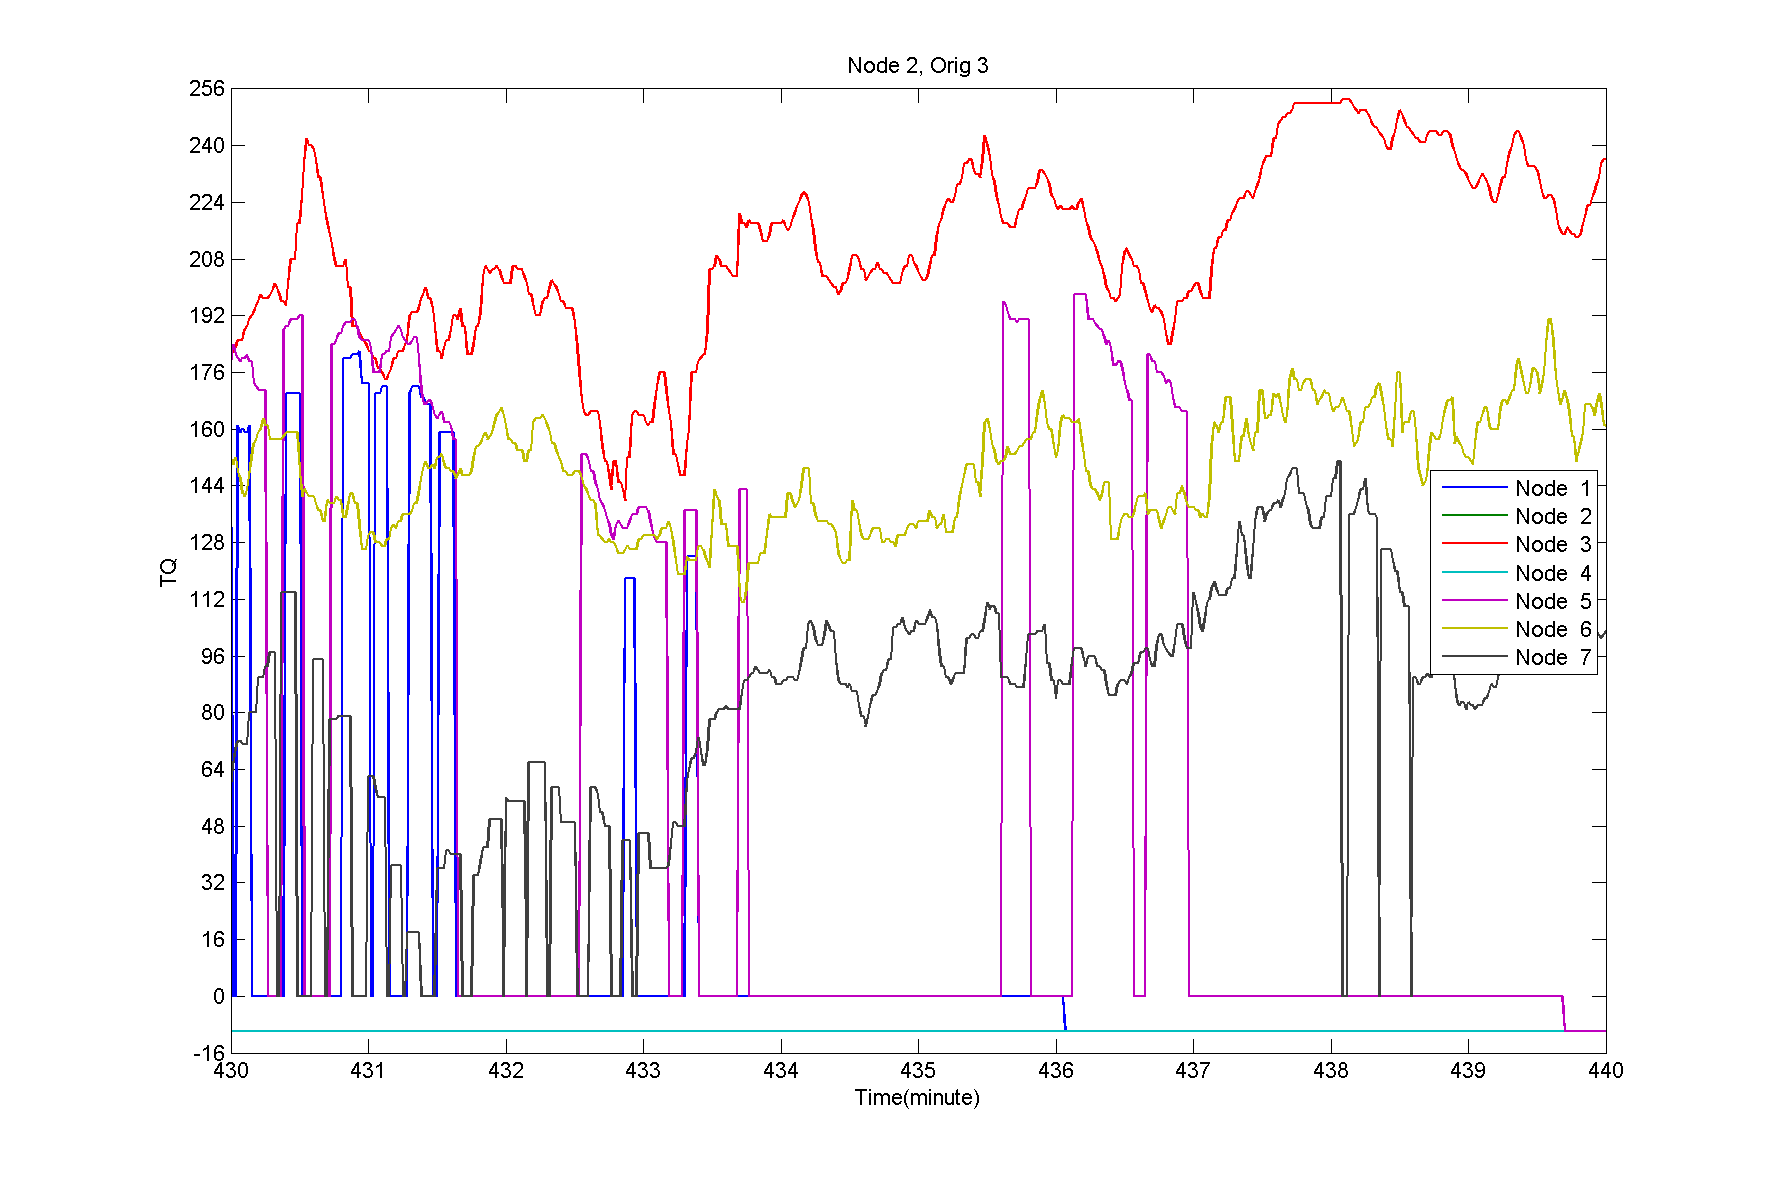 Node 2, Orig 3
256
240
224
208
192
176
160
144
128
112
96
80
64
48
32
16
0
-16
TQ
Node 1
Node 2
Node 3
Node 4
Node 5
Node 6
Node 7
430 431 432 433 434 435 436 437 438 439 440
Time(minute)